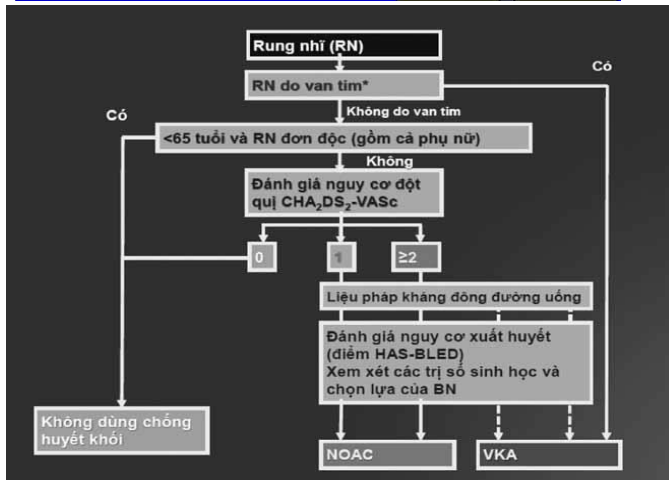 Rung nhĩ (RN)
RN do van tim*
Có
Không do van tim
Có
<65 tuổi và RN đơn độc (gồm cả phụ nữ)
Không
Đánh giá nguy cơ đột
quị CHA₂DS₂-VASc
0
1
≥2
Liệu pháp kháng đông đường uống
Đánh giá nguy cơ xuất huyết
(điểm HAS-BLED)
Xem xét các trị số sinh học và
chọn lựa của BN
Không dùng chống
huyết khối
NOAC
VKA